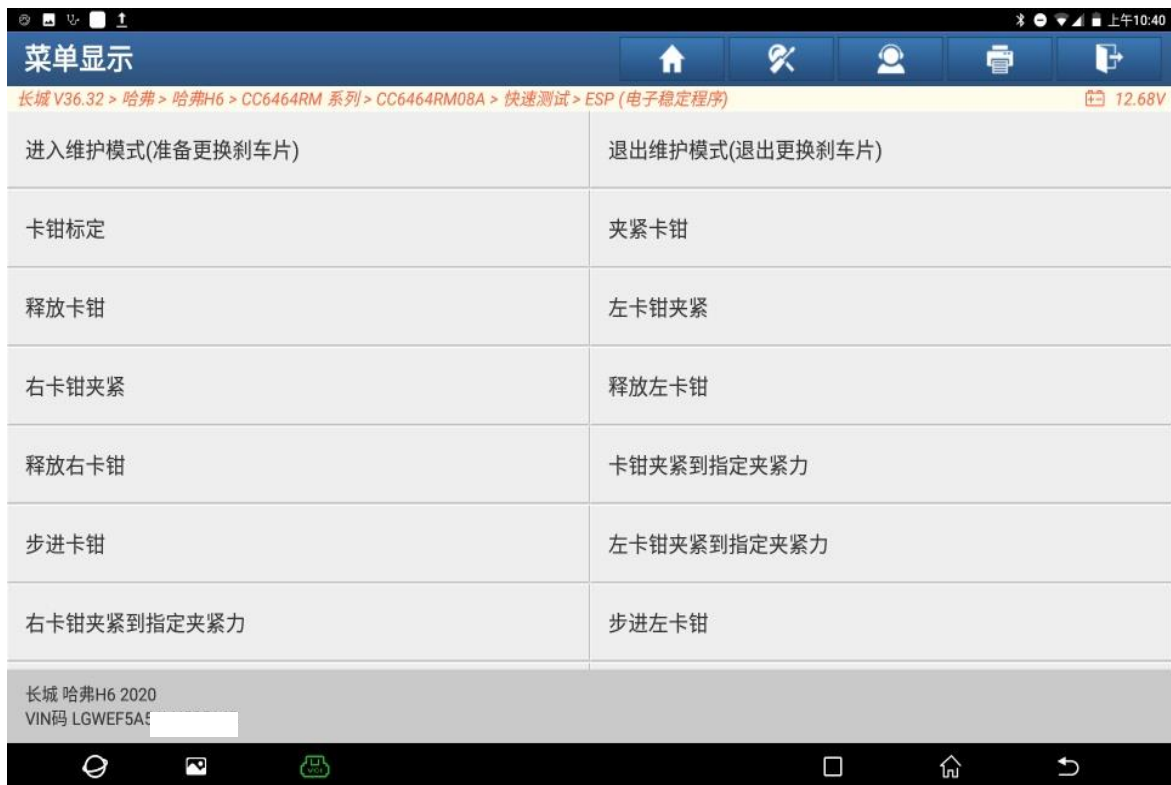 上午10:40
菜单显示
长城 V36.32 > 哈弗 > 哈弗H6 > CC6464RM 系列 > CC6464RM08A > 快速测试 > ESP (电子稳定程序) 12.68V
进入维护模式(准备更换刹车片) 退出维护模式(退出更换刹车片)
卡钳标定 夹紧卡钳
释放卡钳 左卡钳夹紧
右卡钳夹紧 释放左卡钳
释放右卡钳 卡钳夹紧到指定夹紧力
步进卡钳 左卡钳夹紧到指定夹紧力
右卡钳夹紧到指定夹紧力 步进左卡钳
长城 哈弗H6 2020
VIN码 LGWEF5A5
VCI